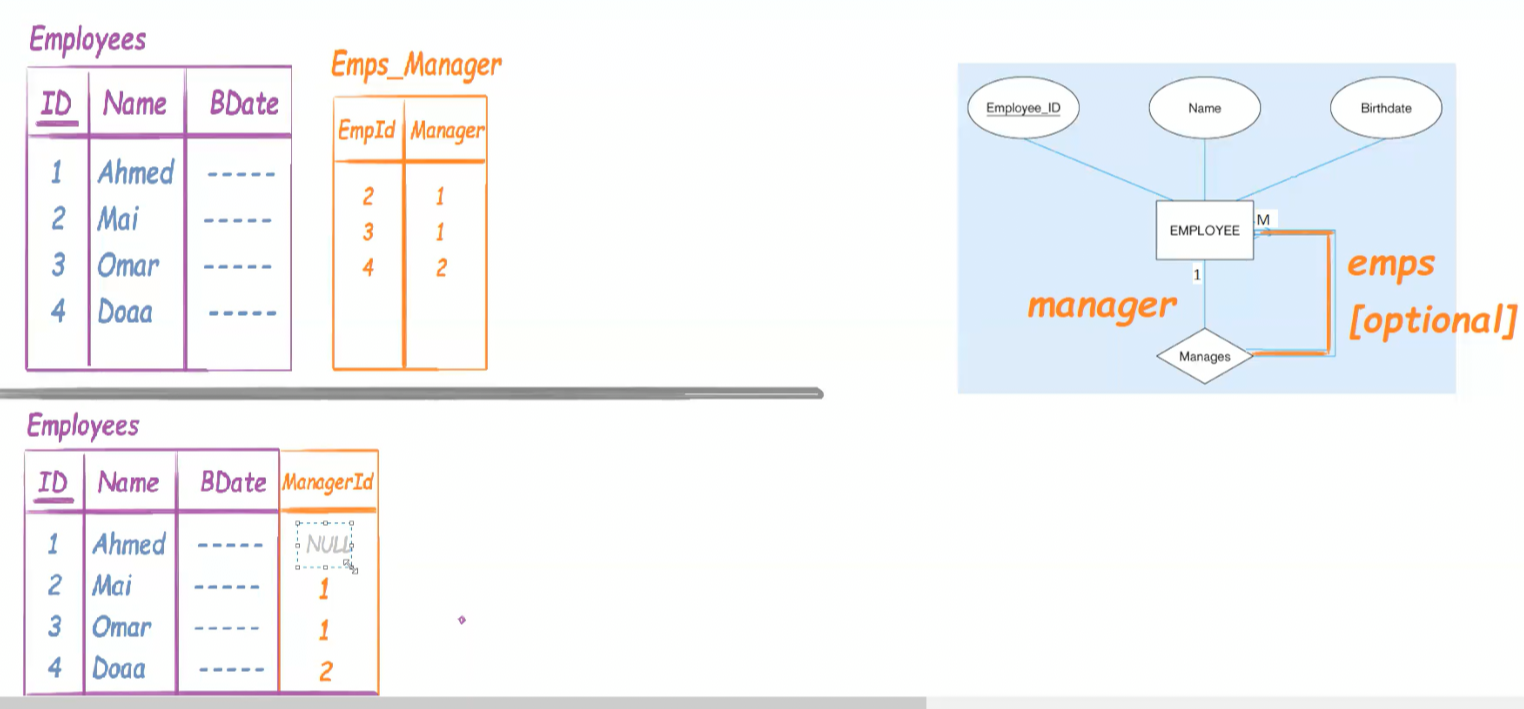 Employees
ID Name BDate
1 Ahmed -----
2 Mai -----
3 Omar -----
4 Doaa -----
Emps_Manager
EmpId Manager
2 1
3 1
4 2
Employee_ID Name Birthdate
EMPLOYEE M
1
manager
emps
[optional]
Manages
Employees
ID Name BDate ManagerId
1 Ahmed ----- NULL
2 Mai ----- 1
3 Omar ----- 1
4 Doaa ----- 2